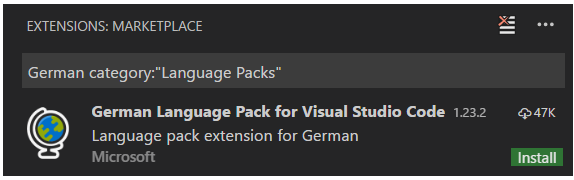 EXTENSIONS: MARKETPLACE
German category:"Language Packs"
German Language Pack for Visual Studio Code 1.23.2 47K
Language pack extension for German
Microsoft Install